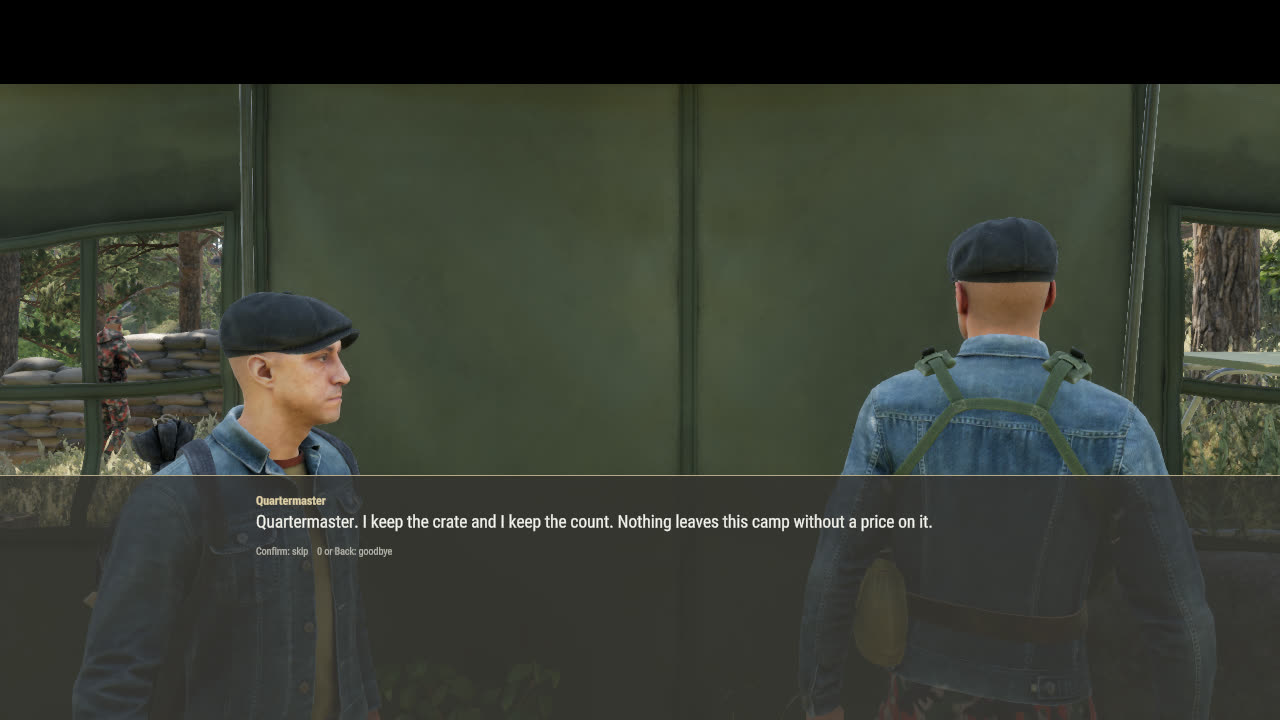 Quartermaster
Quartermaster. I keep the crate and I keep the count. Nothing leaves this camp without a price on it.
Confirm: skip    0 or Back: goodbye